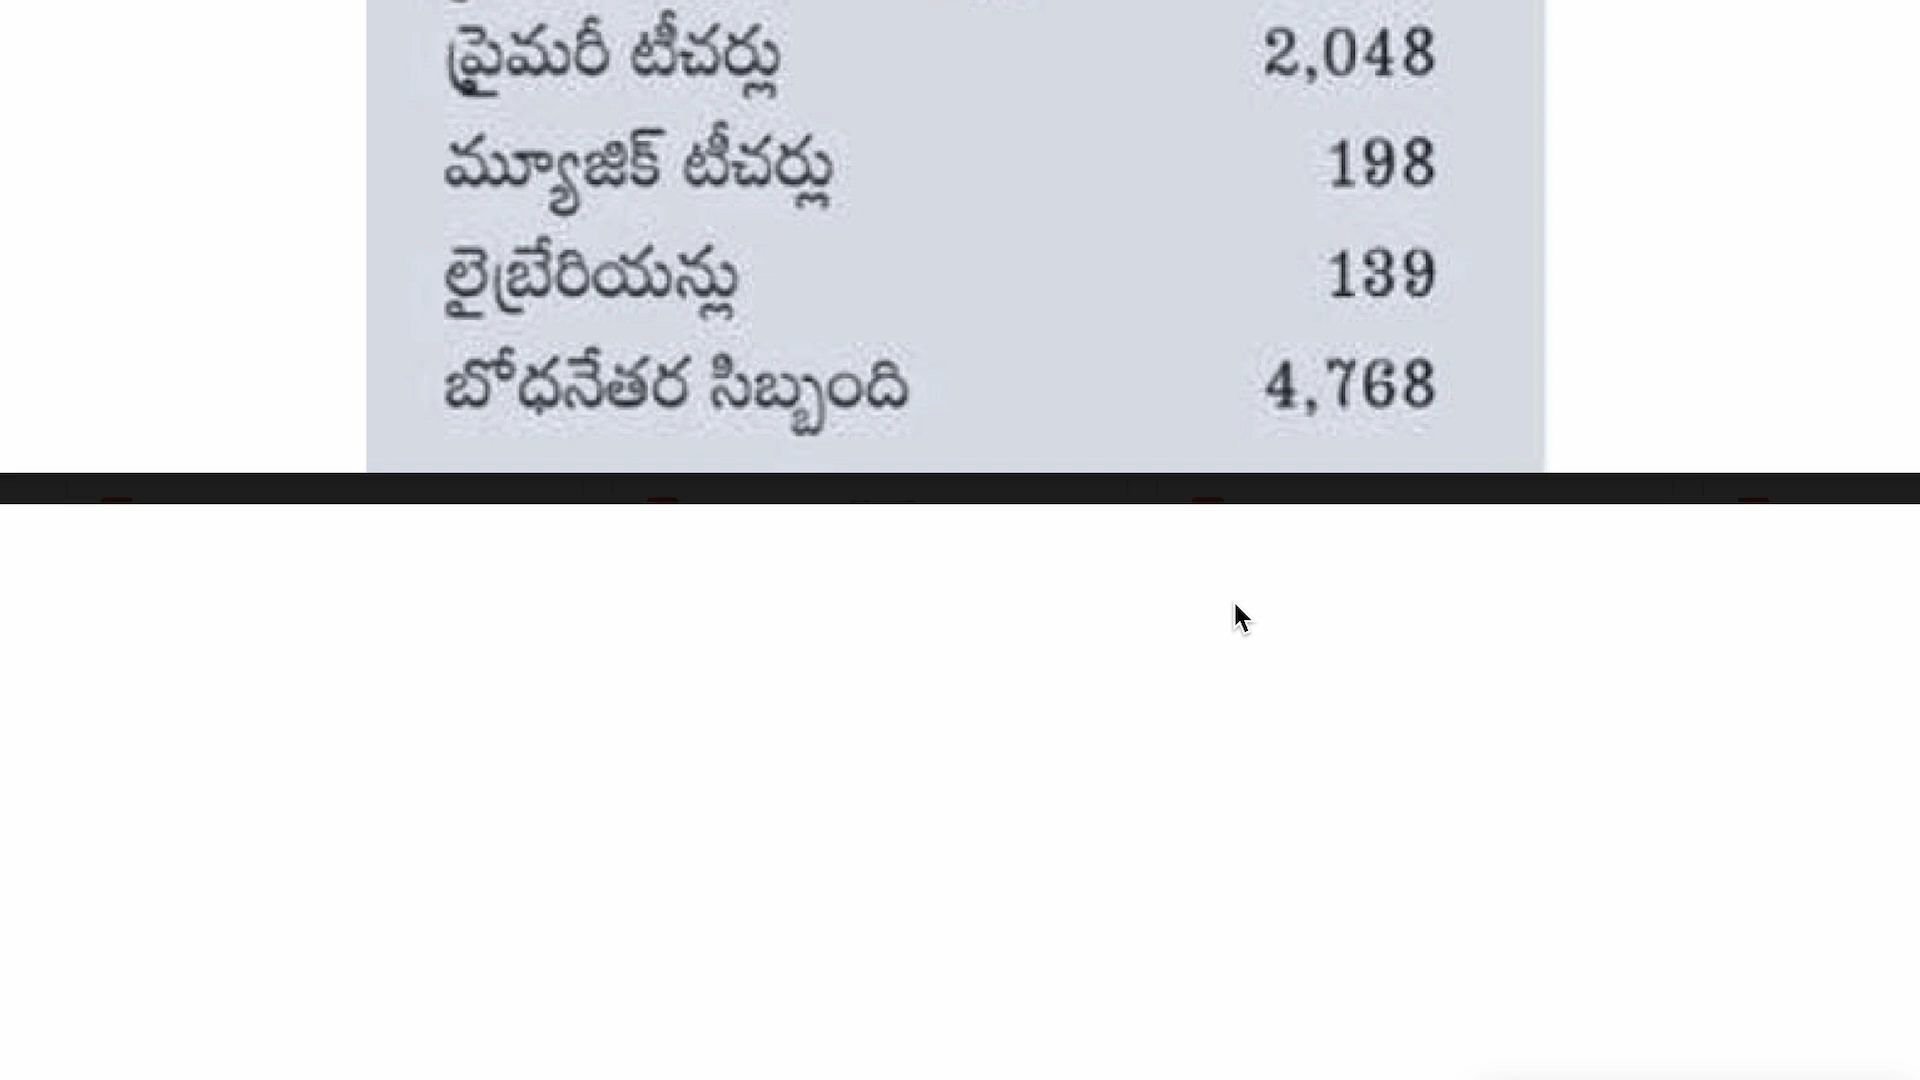 ప్రైమరీ టీచర్లు 2,048
మ్యూజిక్ టీచర్లు 198
లైబ్రేరియన్లు 139
బోధనేతర సిబ్బంది 4,768